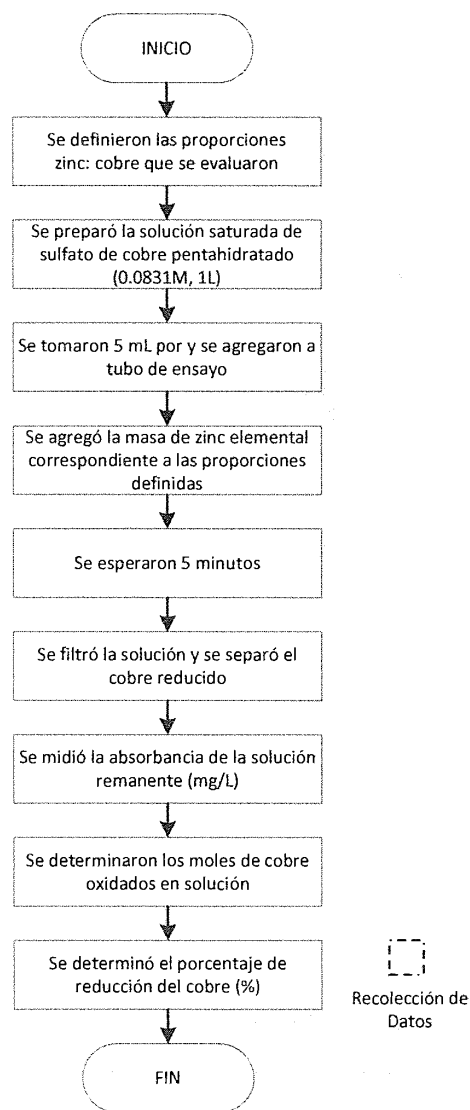 INICIO
Se definieron las proporciones
zinc: cobre que se evaluaron
Se preparó la solución saturada de
sulfato de cobre pentahidratado
(0.0831M, 1L)
Se tomaron 5 mL por y se agregaron a
tubo de ensayo
Se agregó la masa de zinc elemental
correspondiente a las proporciones
definidas
Se esperaron 5 minutos
Se filtró la solución y se separó el
cobre reducido
Se midió la absorbancia de la solución
remanente (mg/L)
Se determinaron los moles de cobre
oxidados en solución
Se determinó el porcentaje de
reducción del cobre (%)
Recolección de
Datos
FIN